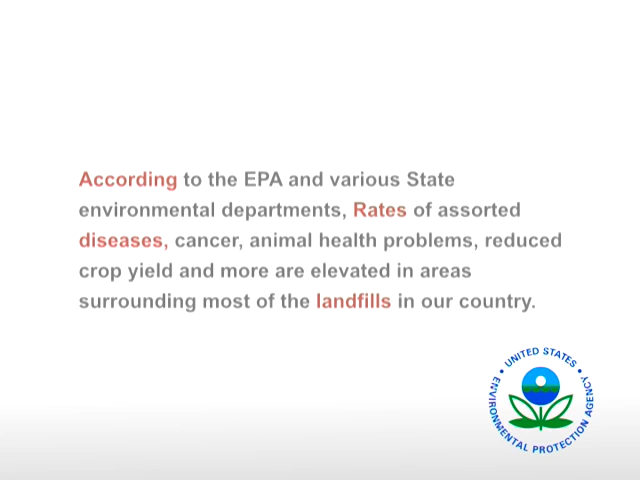 According to the EPA and various State
environmental departments, Rates of assorted
diseases, cancer, animal health problems, reduced
crop yield and more are elevated in areas
surrounding most of the landfills in our country.
• UNITED STATES •
ENVIRONMENTAL PROTECTION AGENCY